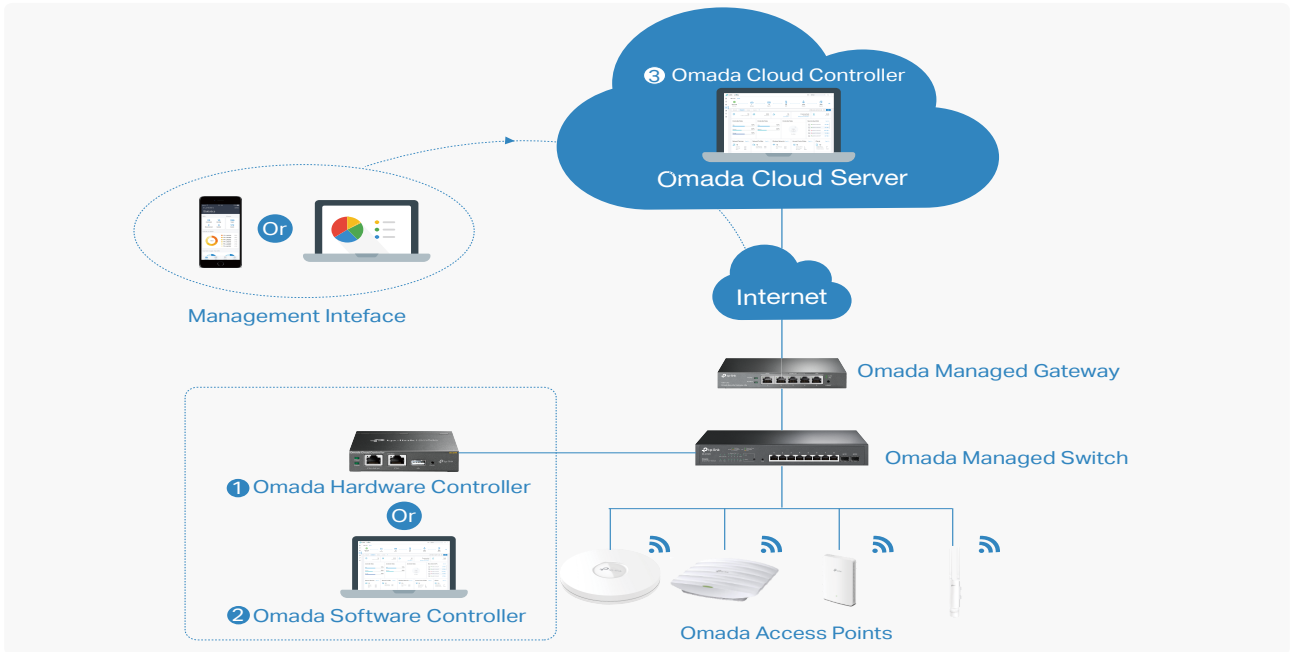 3 Omada Cloud Controller
Omada Cloud Server
Or
Management Inteface
Internet
Omada Managed Gateway
Omada Managed Switch
1 Omada Hardware Controller
Or
2 Omada Software Controller
Omada Access Points